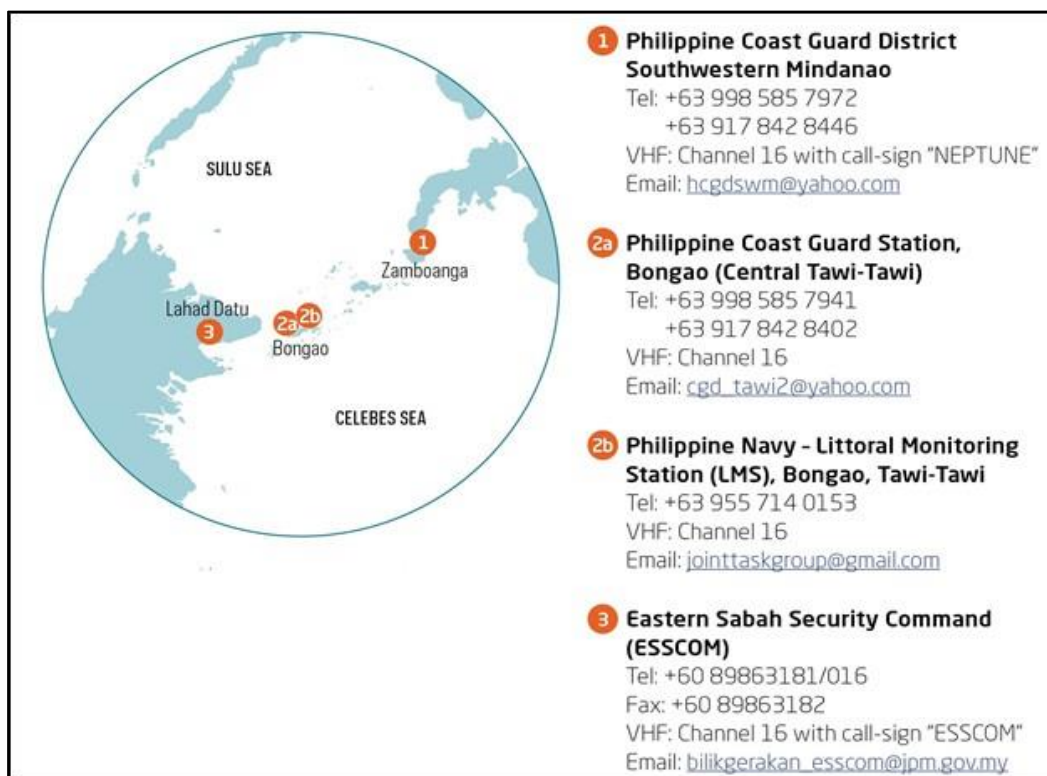 SULU SEA
1
Zamboanga
Lahad Datu
3
2a
2b
Bongao
CELEBES SEA
1 Philippine Coast Guard District
Southwestern Mindanao
Tel: +63 998 585 7972
+63 917 842 8446
VHF: Channel 16 with call-sign "NEPTUNE"
Email: hcgdswm@yahoo.com
2a Philippine Coast Guard Station,
Bongao (Central Tawi-Tawi)
Tel: +63 998 585 7941
+63 917 842 8402
VHF: Channel 16
Email: cgd_tawi2@yahoo.com
2b Philippine Navy – Littoral Monitoring
Station (LMS), Bongao, Tawi-Tawi
Tel: +63 955 714 0153
VHF: Channel 16
Email: jointtaskgroup@gmail.com
3 Eastern Sabah Security Command
(ESSCOM)
Tel: +60 89863181/016
Fax: +60 89863182
VHF: Channel 16 with call-sign "ESSCOM"
Email: bilikgerakan_esscom@jpm.gov.my